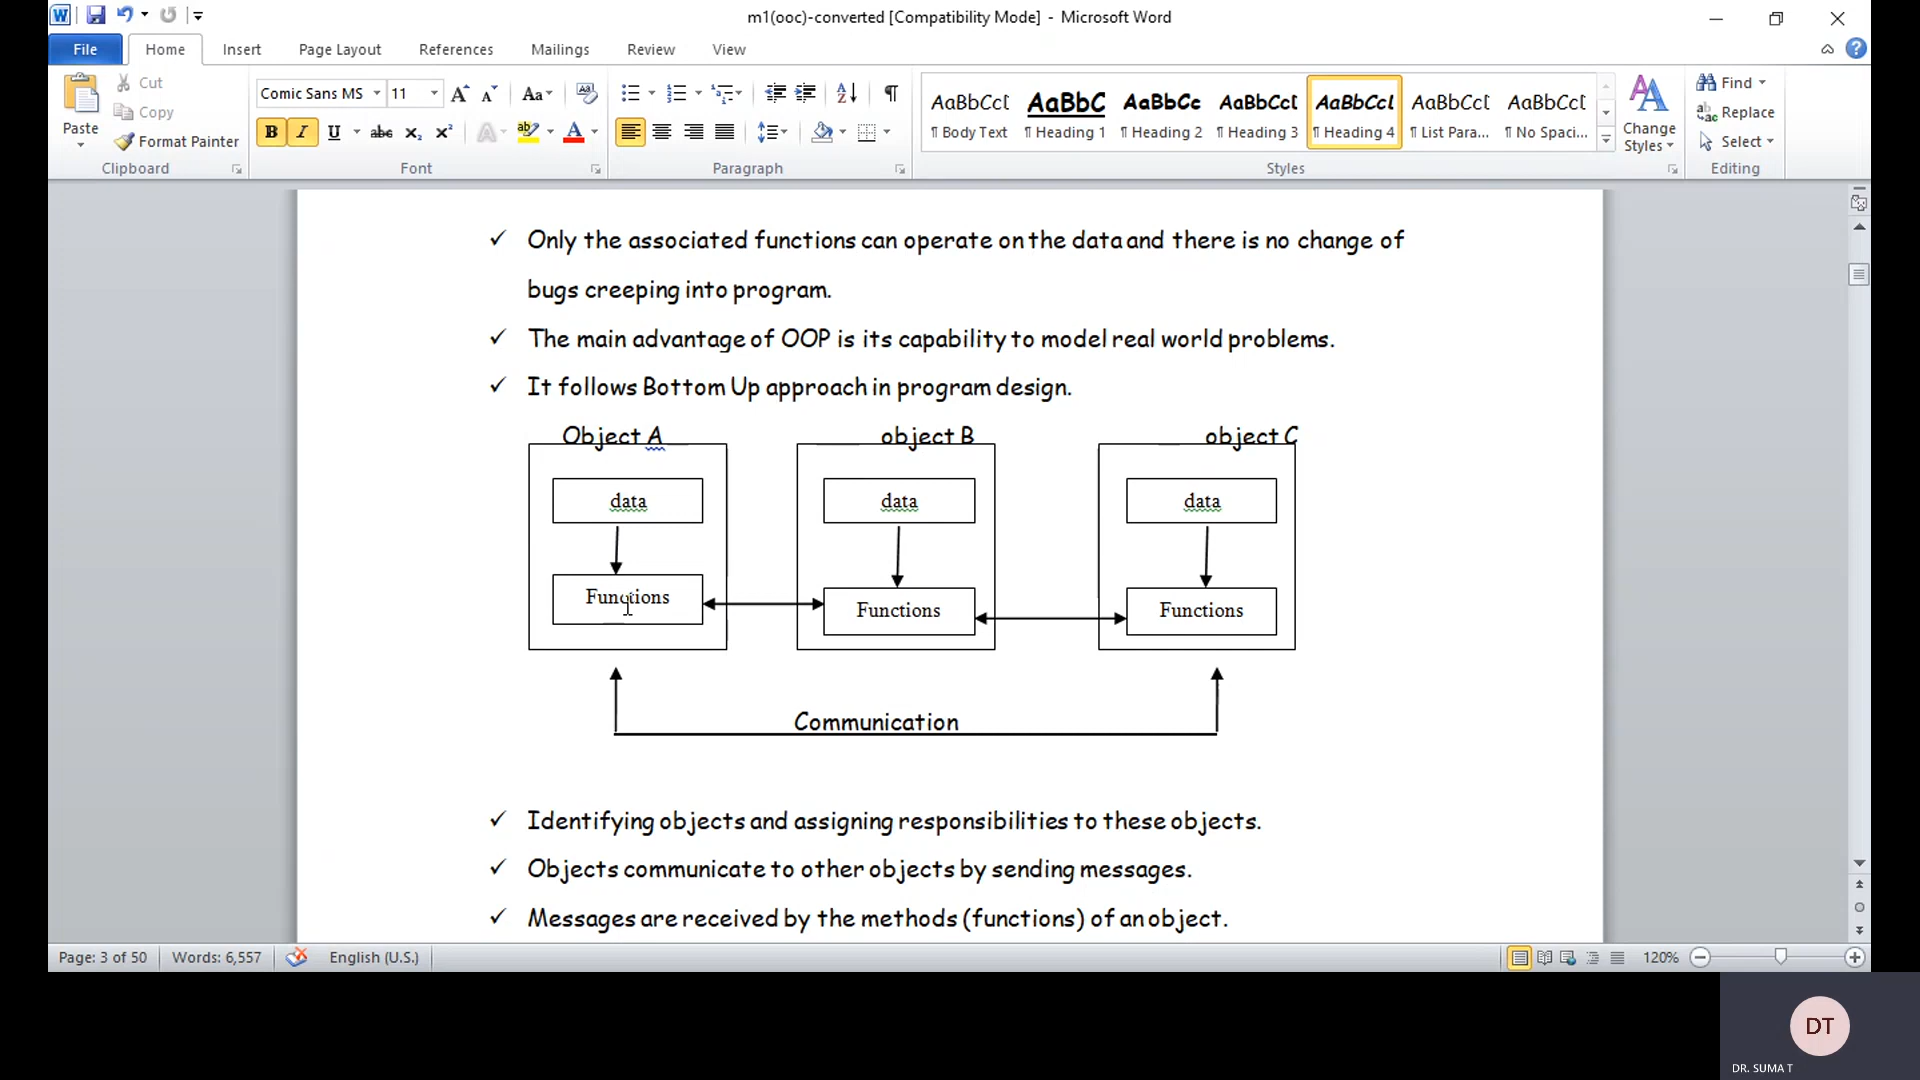 m1(ooc)-converted [Compatibility Mode] - Microsoft Word
File Home Insert Page Layout References Mailings Review View
Cut
Copy
Paste
Format Painter
Clipboard
Comic Sans MS 11
Font
Paragraph
AaBbCcI AaBbC AaBbCc AaBbCcI AaBbCcL AaBbCcI AaBbCcI
¶ Body Text ¶ Heading 1 ¶ Heading 2 ¶ Heading 3 ¶ Heading 4 ¶ List Para... ¶ No Spaci...
Change
Styles
Styles
Find
Replace
Select
Editing
✓ Only the associated functions can operate on the data and there is no change of
bugs creeping into program.
✓ The main advantage of OOP is its capability to model real world problems.
✓ It follows Bottom Up approach in program design.
Object A object B object C
data data data
Functions Functions Functions
Communication
✓ Identifying objects and assigning responsibilities to these objects.
✓ Objects communicate to other objects by sending messages.
✓ Messages are received by the methods (functions) of an object.
Page: 3 of 50 Words: 6,557 English (U.S.) 120%
DT
DR. SUMA T